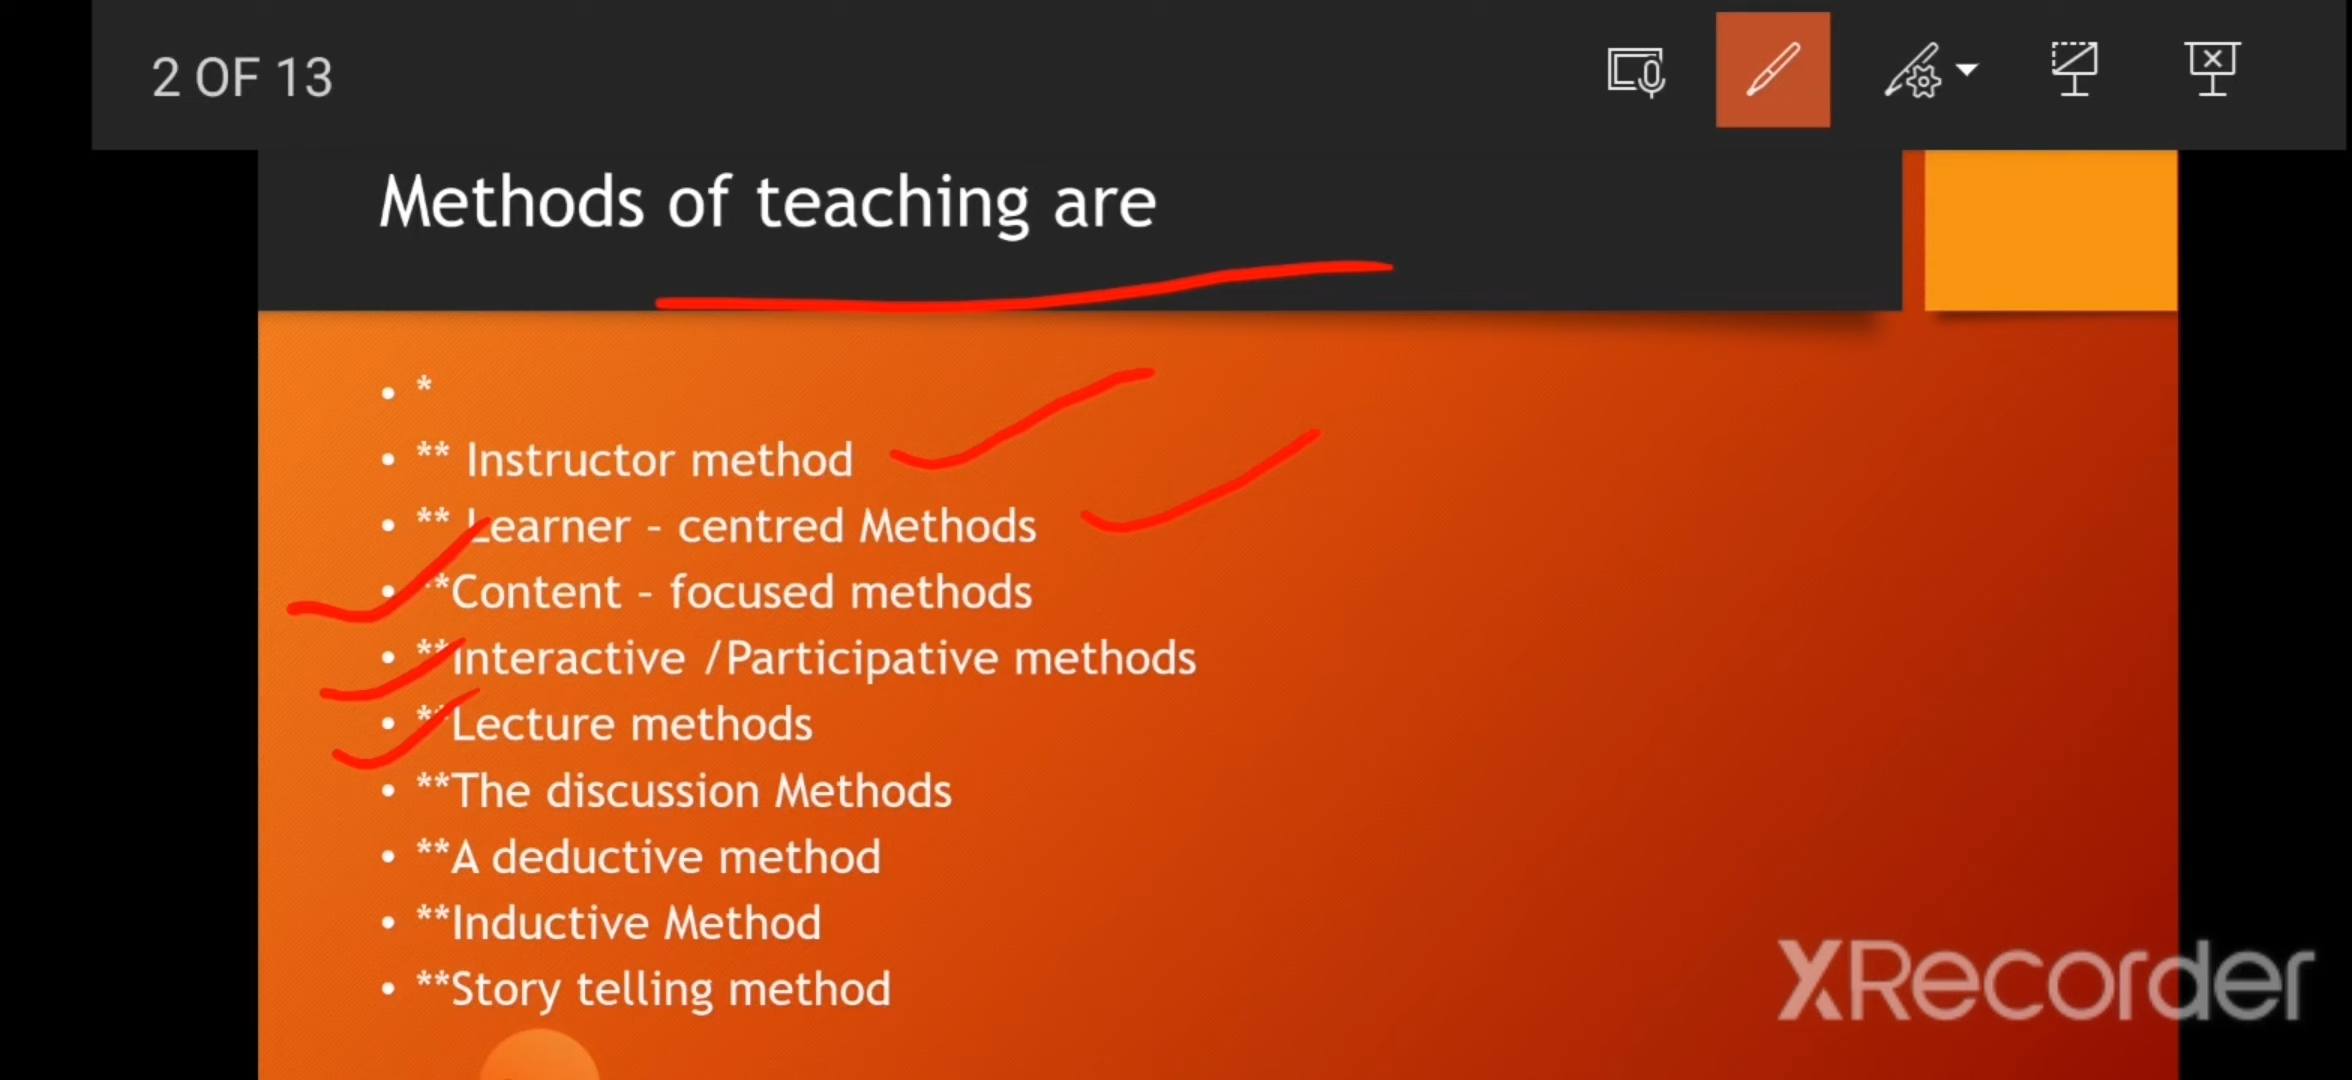 2 OF 13
Methods of teaching are
• *
• ** Instructor method
• ** Learner - centred Methods
• **Content - focused methods
• **Interactive /Participative methods
• **Lecture methods
• **The discussion Methods
• **A deductive method
• **Inductive Method
• **Story telling method
XRecorder